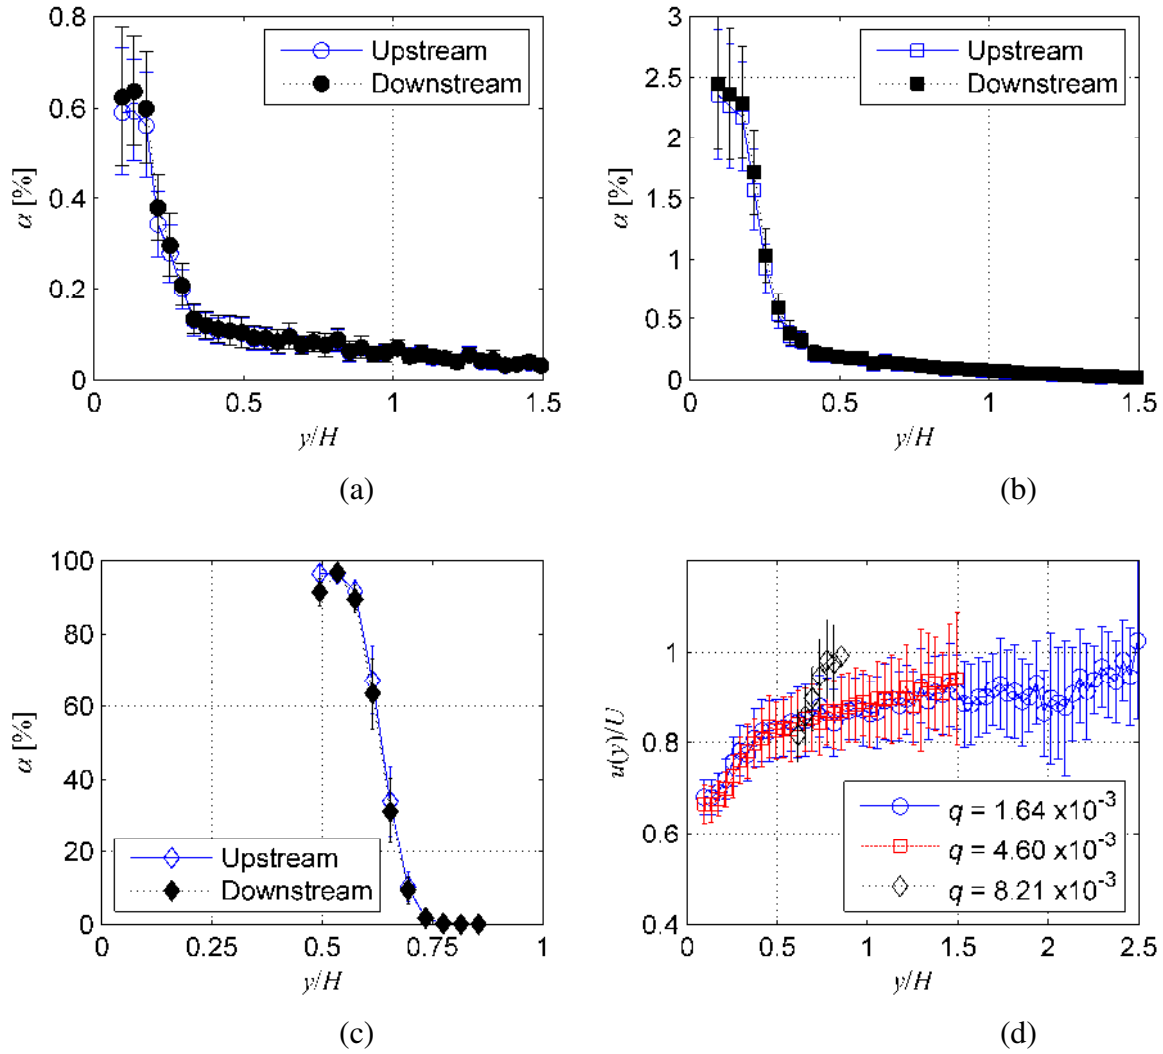 0.8
0.6
0.4
0.2
0
α [%]
0
0.5
1
1.5
y/H
Upstream
Downstream
(a)
3
2.5
2
1.5
1
0.5
0
α [%]
0
0.5
1
1.5
y/H
Upstream
Downstream
(b)
100
80
60
40
20
0
α [%]
0
0.25
0.5
0.75
1
y/H
Upstream
Downstream
(c)
1
0.8
0.6
0.4
u(y)/U
0
0.5
1
1.5
2
2.5
y/H
q = 1.64 x10⁻³
q = 4.60 x10⁻³
q = 8.21 x10⁻³
(d)